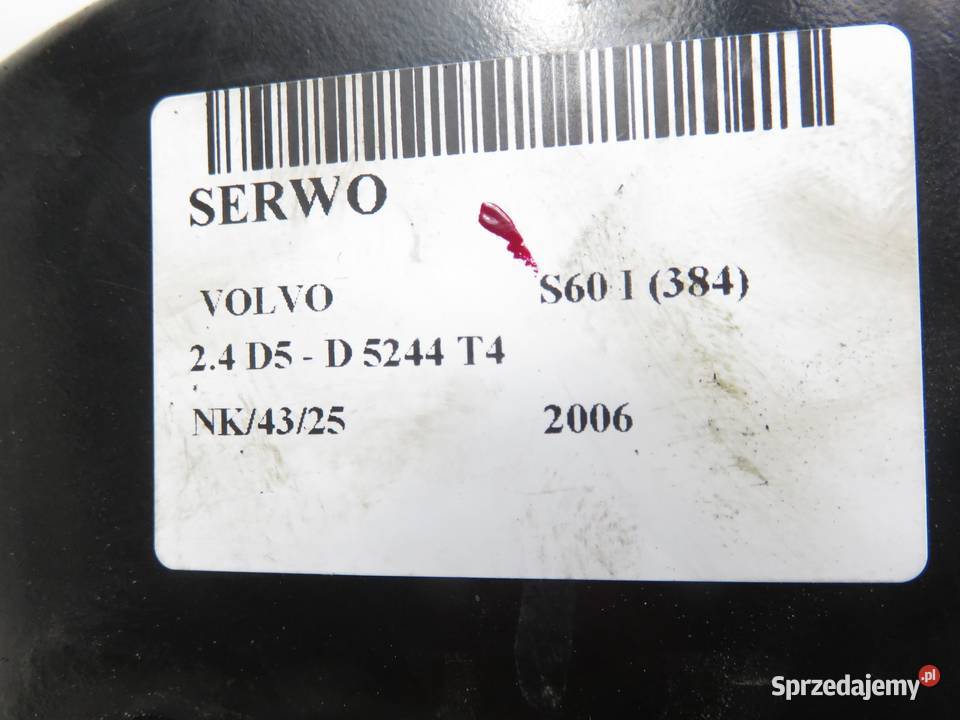 SERWO
VOLVO S60 I (384)
2.4 D5 - D 5244 T4
NK/43/25 2006
Sprzedajemy.pl